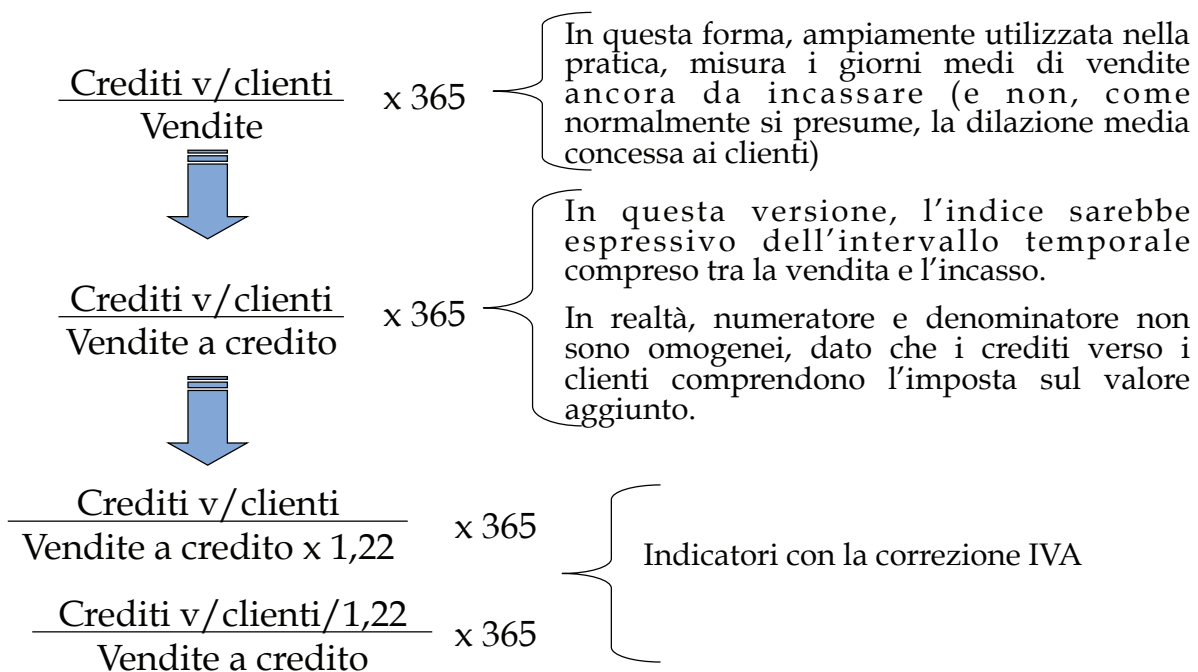 Crediti v/clienti
Vendite
x 365
In questa forma, ampiamente utilizzata nella
pratica, misura i giorni medi di vendite
ancora da incassare (e non, come
normalmente si presume, la dilazione media
concessa ai clienti)
Crediti v/clienti
Vendite a credito
x 365
In questa versione, l'indice sarebbe
espressivo dell'intervallo temporale
compreso tra la vendita e l'incasso.
In realtà, numeratore e denominatore non
sono omogenei, dato che i crediti verso i
clienti comprendono l'imposta sul valore
aggiunto.
Crediti v/clienti
Vendite a credito x 1,22
x 365
Crediti v/clienti/1,22
Vendite a credito
x 365
Indicatori con la correzione IVA